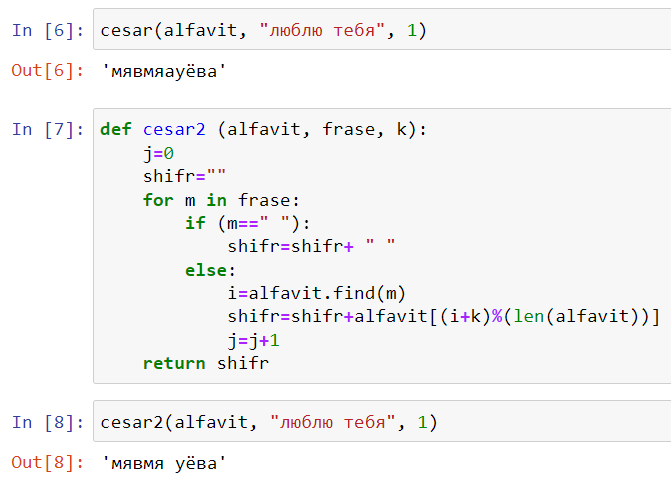 In [6]: cesar(alfavit, "люблю тебя", 1)
Out[6]: 'мявмяауёва'
In [7]: def cesar2 (alfavit, frase, k):
    j=0
    shifr=""
    for m in frase:
        if (m==" "):
            shifr=shifr+ " "
        else:
            i=alfavit.find(m)
            shifr=shifr+alfavit[(i+k)%(len(alfavit))]
            j=j+1
    return shifr
In [8]: cesar2(alfavit, "люблю тебя", 1)
Out[8]: 'мявмя уёва'